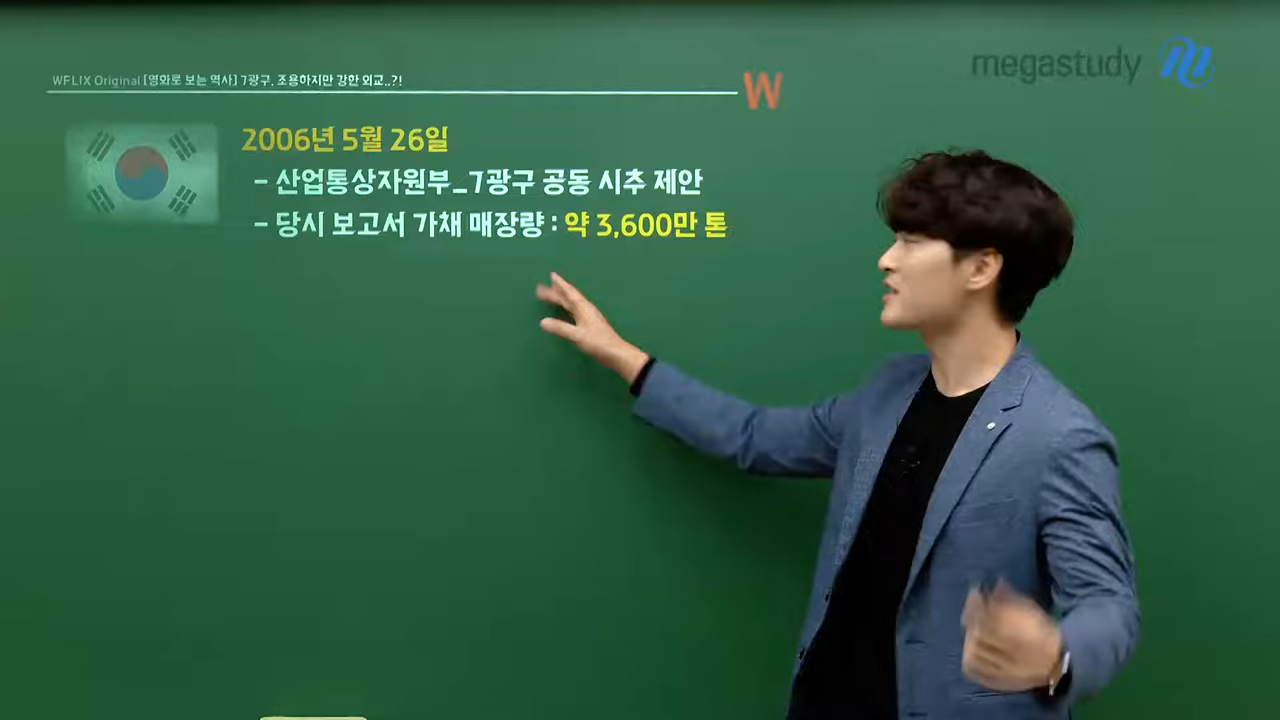 WFLIX Original [영화로 보는 역사] 7광구, 조용하지만 강한 외교..?!
W
megastudy
2006년 5월 26일
- 산업통상자원부_7광구 공동 시추 제안
- 당시 보고서 가채 매장량 : 약 3,600만 톤